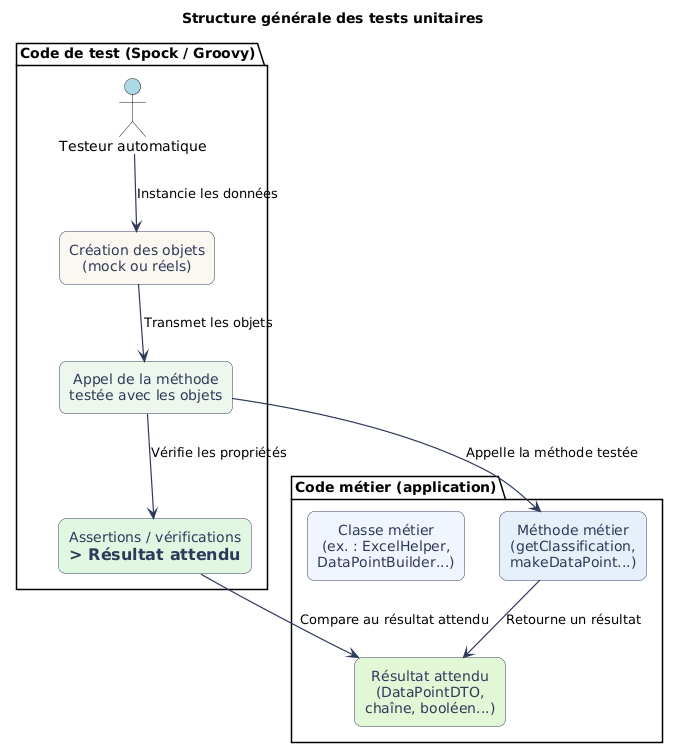 Structure générale des tests unitaires
Code de test (Spock / Groovy)
Testeur automatique
Instancie les données
Création des objets
(mock ou réels)
Transmet les objets
Appel de la méthode
testée avec les objets
Vérifie les propriétés
Appelle la méthode testée
Code métier (application)
Assertions / vérifications
> Résultat attendu
Classe métier
(ex. : ExcelHelper,
DataPointBuilder...)
Méthode métier
(getClassification,
makeDataPoint...)
Compare au résultat attendu
Retourne un résultat
Résultat attendu
(DataPointDTO,
chaîne, booléen...)